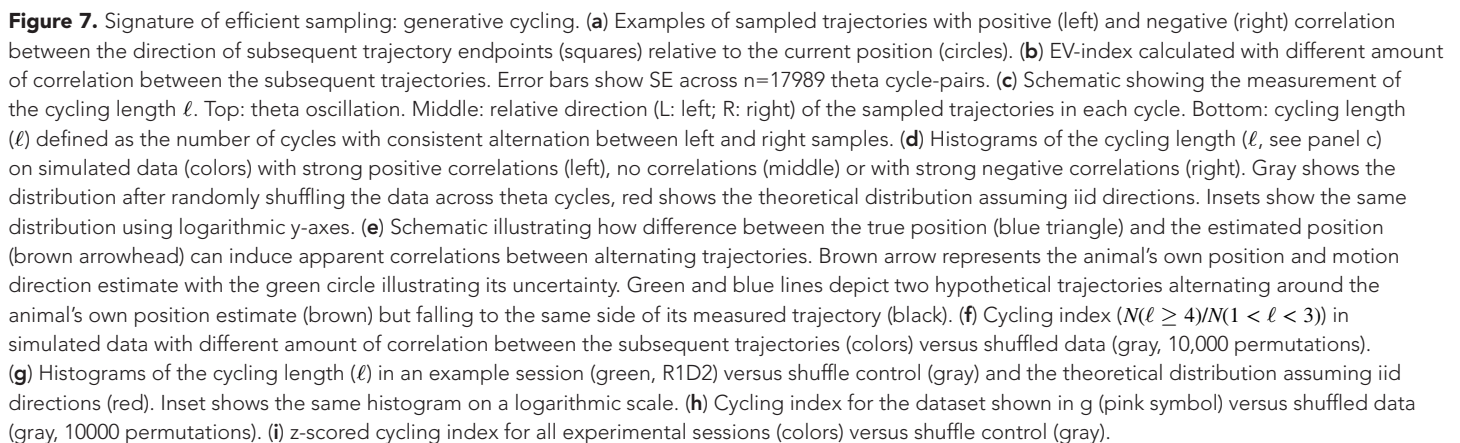 Figure 7. Signature of efficient sampling: generative cycling. (a) Examples of sampled trajectories with positive (left) and negative (right) correlation
between the direction of subsequent trajectory endpoints (squares) relative to the current position (circles). (b) EV-index calculated with different amount
of correlation between the subsequent trajectories. Error bars show SE across n=17989 theta cycle-pairs. (c) Schematic showing the measurement of
the cycling length ℓ. Top: theta oscillation. Middle: relative direction (L: left; R: right) of the sampled trajectories in each cycle. Bottom: cycling length
(ℓ) defined as the number of cycles with consistent alternation between left and right samples. (d) Histograms of the cycling length (ℓ, see panel c)
on simulated data (colors) with strong positive correlations (left), no correlations (middle) or with strong negative correlations (right). Gray shows the
distribution after randomly shuffling the data across theta cycles, red shows the theoretical distribution assuming iid directions. Insets show the same
distribution using logarithmic y-axes. (e) Schematic illustrating how difference between the true position (blue triangle) and the estimated position
(brown arrowhead) can induce apparent correlations between alternating trajectories. Brown arrow represents the animal's own position and motion
direction estimate with the green circle illustrating its uncertainty. Green and blue lines depict two hypothetical trajectories alternating around the
animal's own position estimate (brown) but falling to the same side of its measured trajectory (black). (f) Cycling index (N(ℓ ≥ 4)/N(1 < ℓ < 3)) in
simulated data with different amount of correlation between the subsequent trajectories (colors) versus shuffled data (gray, 10,000 permutations).
(g) Histograms of the cycling length (ℓ) in an example session (green, R1D2) versus shuffle control (gray) and the theoretical distribution assuming iid
directions (red). Inset shows the same histogram on a logarithmic scale. (h) Cycling index for the dataset shown in g (pink symbol) versus shuffled data
(gray, 10000 permutations). (i) z-scored cycling index for all experimental sessions (colors) versus shuffle control (gray).